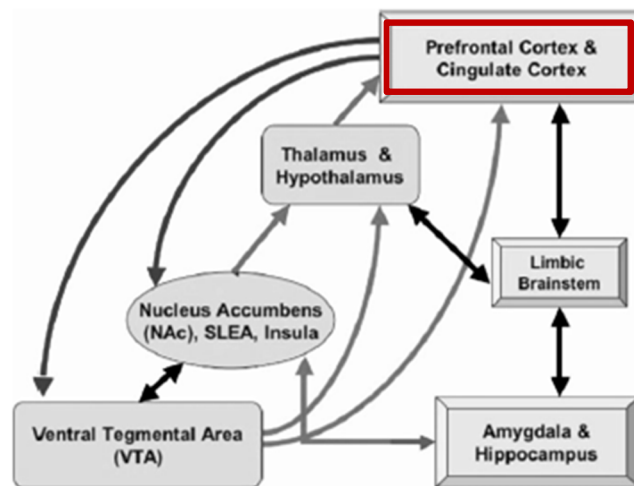 Prefrontal Cortex &
Cingulate Cortex
Thalamus &
Hypothalamus
Limbic
Brainstem
Nucleus Accumbens
(NAc), SLEA, Insula
Ventral Tegmental Area
(VTA)
Amygdala &
Hippocampus